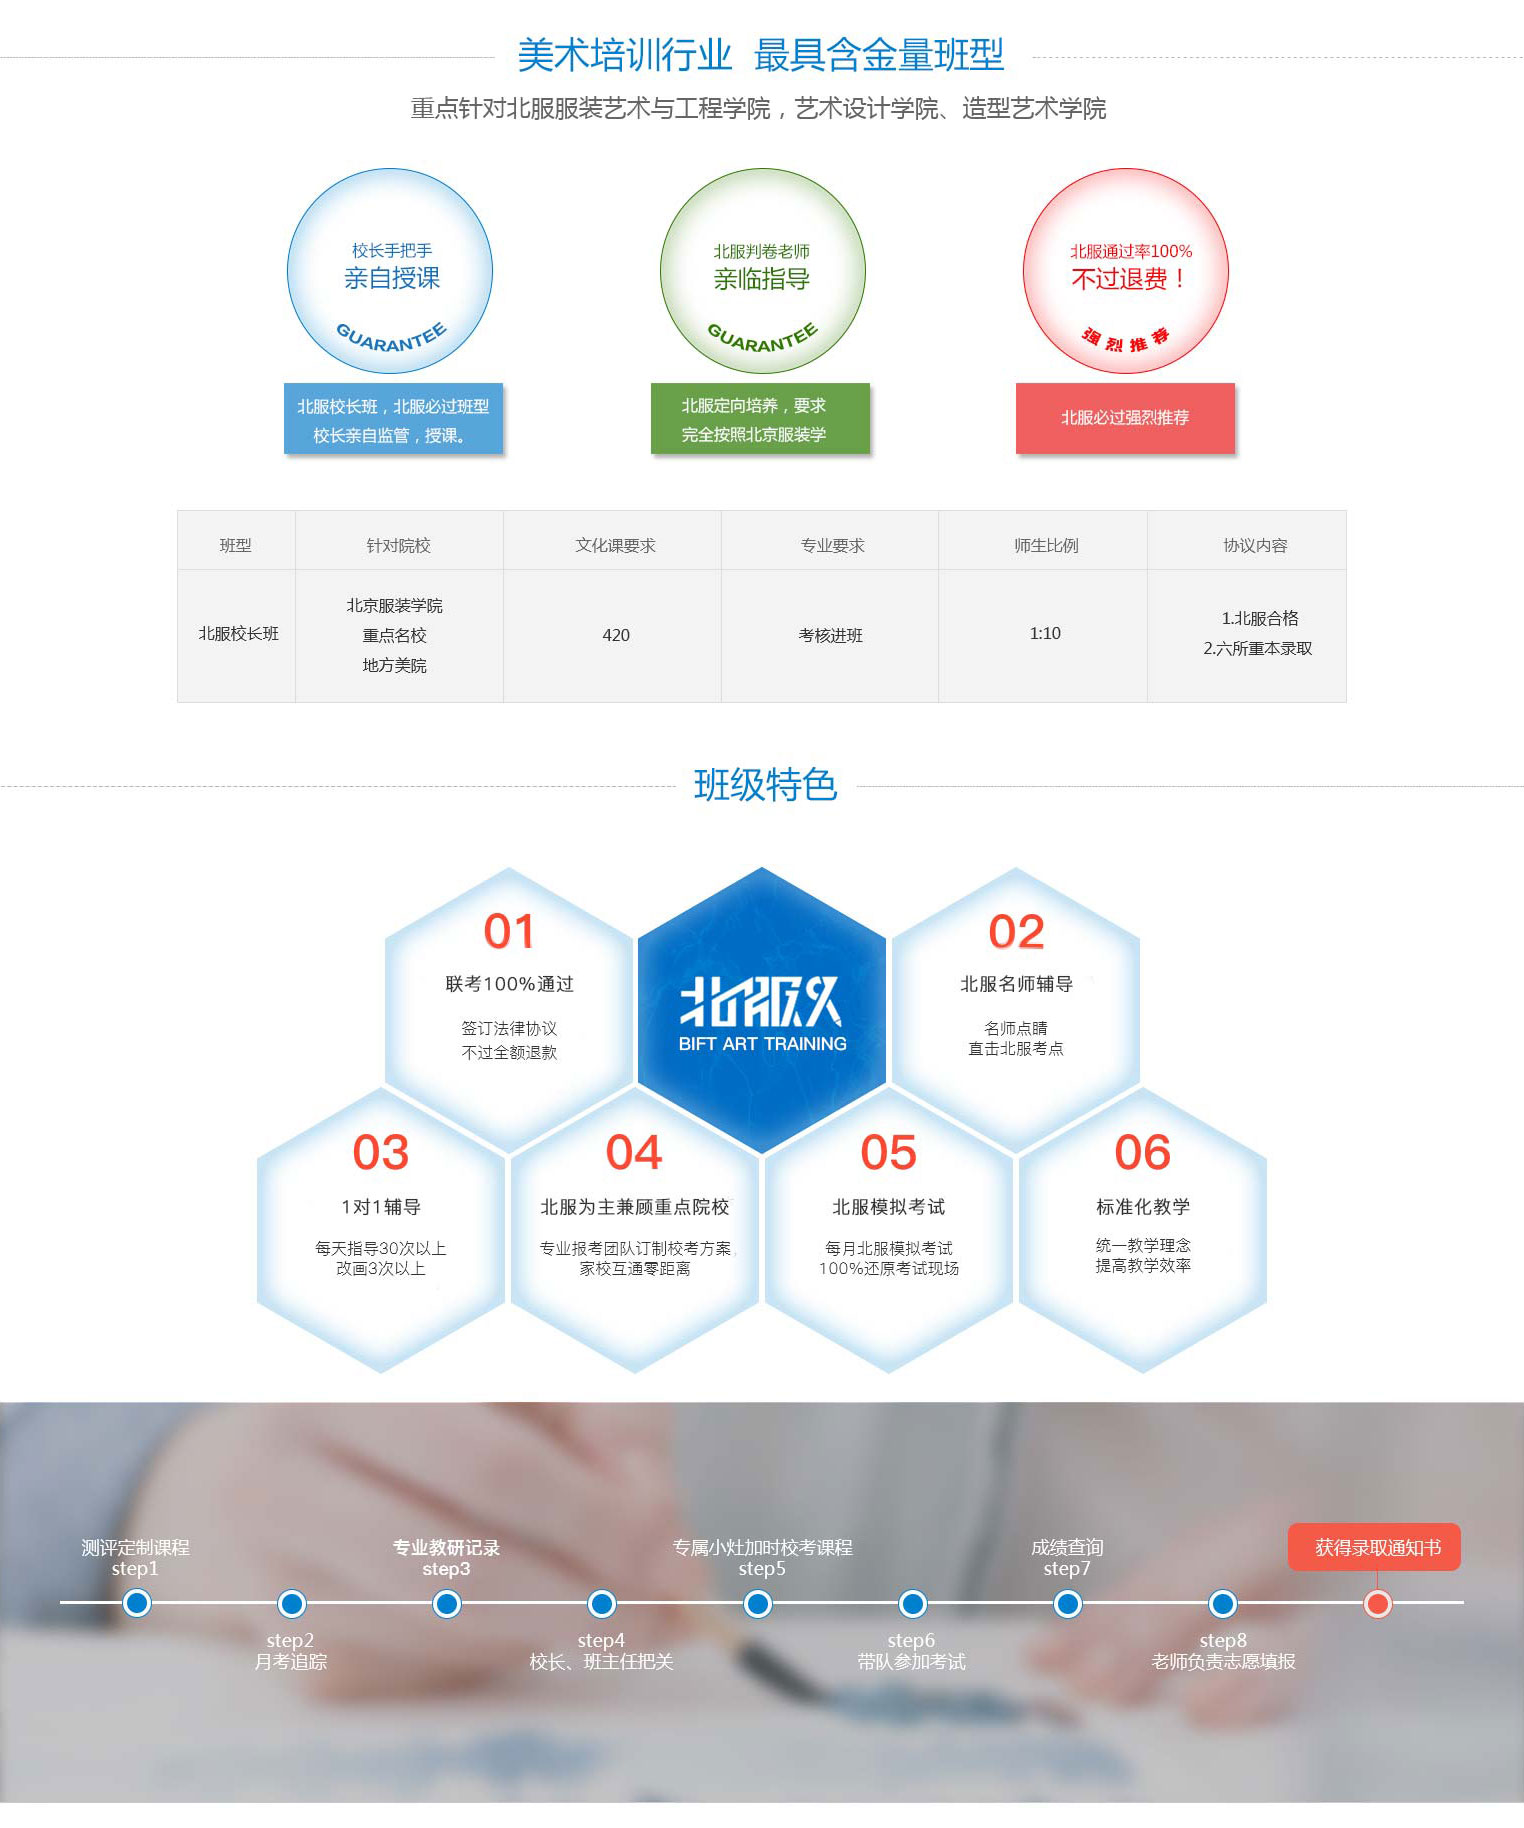 美术培训行业 最具含金量班型
重点针对北服服装艺术与工程学院，艺术设计学院、造型艺术学院
校长手把手
亲自授课
GUARANTEE
北服判卷老师
亲临指导
GUARANTEE
北服通过率100%
不过退费！
强烈推荐
北服校长班，北服必过班型
校长亲自监管，授课。
北服定向培养，要求
完全按照北京服装学
北服必过强烈推荐
班型 针对院校 文化课要求 专业要求 师生比例 协议内容
北服校长班
北京服装学院
重点名校
地方美院
420
考核进班
1:10
1.北服合格
2.六所重本录取
班级特色
01
联考100%通过
签订法律协议
不过全额退款
北服人
BIFT ART TRAINING
02
北服名师辅导
名师点睛
直击北服考点
03
1对1辅导
每天指导30次以上
改画3次以上
04
北服为主兼顾重点院校
专业报考团队订制校考方案
家校互通零距离
05
北服模拟考试
每月北服模拟考试
100%还原考试现场
06
标准化教学
统一教学理念
提高教学效率
测评定制课程
step1
step2
月考追踪
专业教研记录
step3
step4
校长、班主任把关
专属小灶加时校考课程
step5
step6
带队参加考试
成绩查询
step7
step8
老师负责志愿填报
获得录取通知书